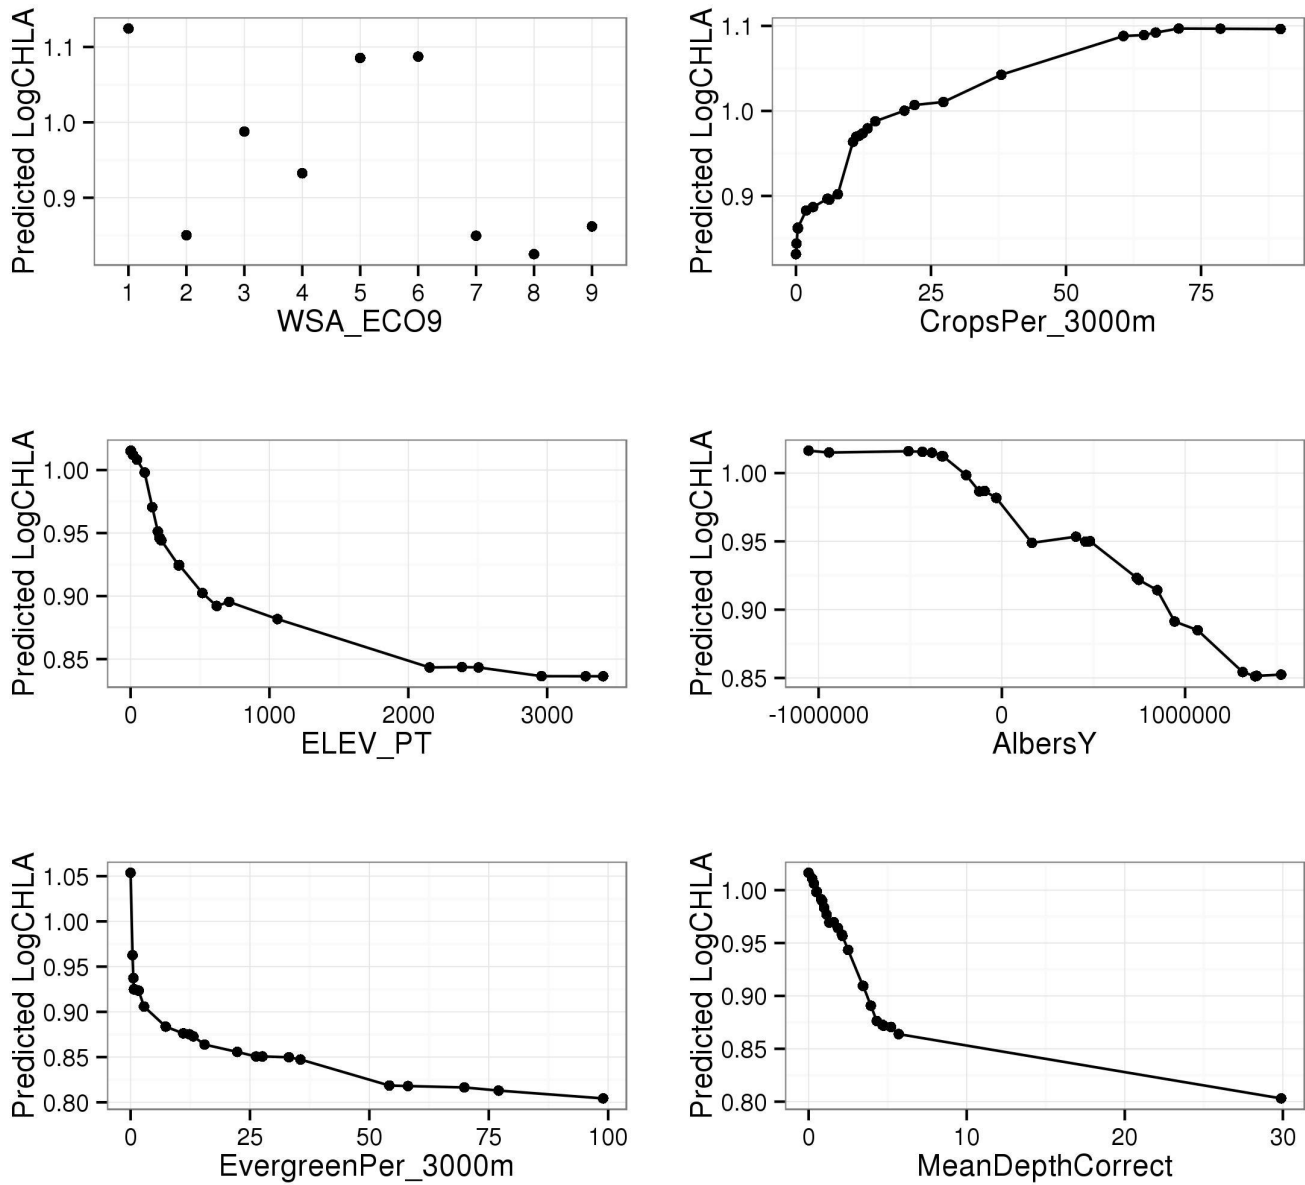 Predicted LogCHLA
1.1
1.0
0.9
1 2 3 4 5 6 7 8 9
WSA_ECO9
Predicted LogCHLA
1.1
1.0
0.9
0 25 50 75
CropsPer_3000m
Predicted LogCHLA
1.00
0.95
0.90
0.85
0 1000 2000 3000
ELEV_PT
Predicted LogCHLA
1.00
0.95
0.90
0.85
-1000000 0 1000000
AlbersY
Predicted LogCHLA
1.05
1.00
0.95
0.90
0.85
0.80
0 25 50 75 100
EvergreenPer_3000m
Predicted LogCHLA
1.00
0.95
0.90
0.85
0.80
0 10 20 30
MeanDepthCorrect